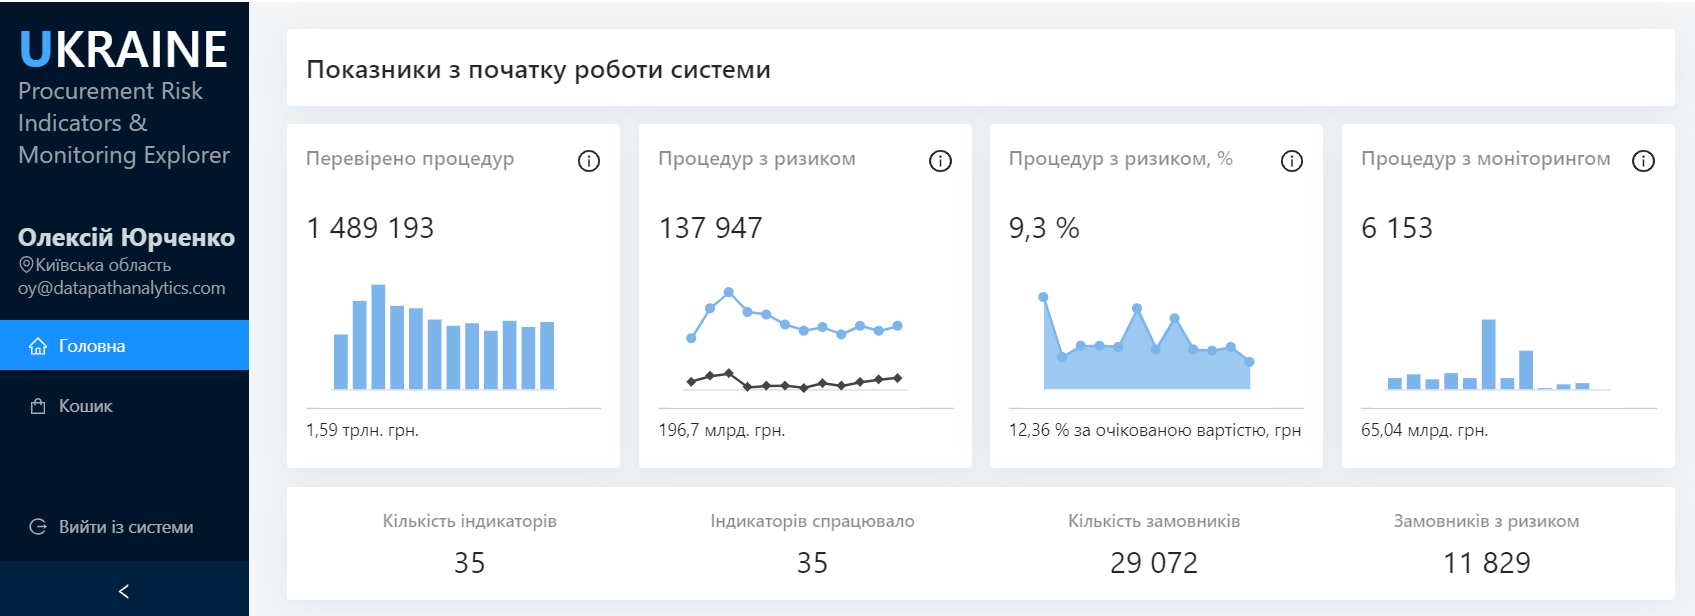 UKRAINE
Procurement Risk
Indicators &
Monitoring Explorer
Олексій Юрченко
Київська область
oy@datapathanalytics.com
Головна
Кошик
Вийти із системи
Показники з початку роботи системи
Перевірено процедур
1 489 193
1,59 трлн. грн.
Процедур з ризиком
137 947
196,7 млрд. грн.
Процедур з ризиком, %
9,3 %
12,36 % за очікованою вартістю, грн
Процедур з моніторингом
6 153
65,04 млрд. грн.
Кількість індикаторів
35
Індикаторів спрацювало
35
Кількість замовників
29 072
Замовників з ризиком
11 829